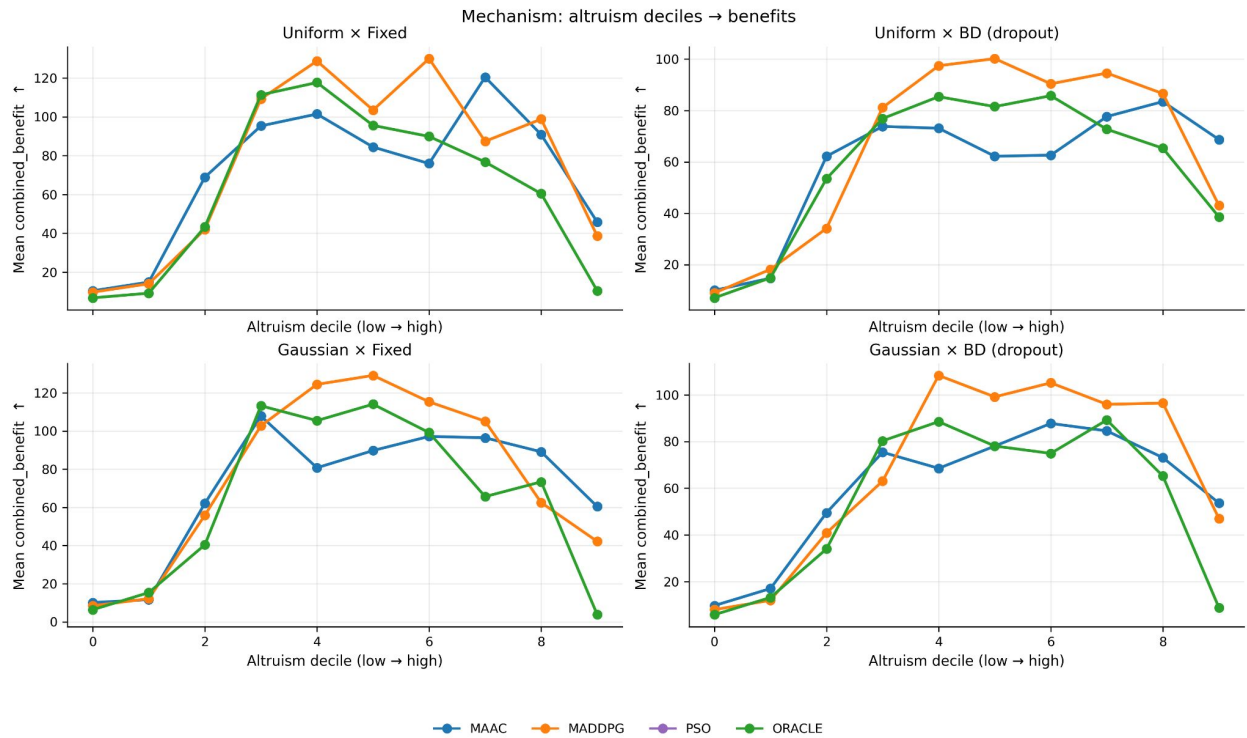 Mechanism: altruism deciles → benefits
Uniform × Fixed
Mean combined_benefit ↑
120
100
80
60
40
20
Altruism decile (low → high)
Uniform × BD (dropout)
Mean combined_benefit ↑
100
80
60
40
20
Altruism decile (low → high)
Gaussian × Fixed
Mean combined_benefit ↑
120
100
80
60
40
20
0
0 2 4 6 8
Altruism decile (low → high)
Gaussian × BD (dropout)
Mean combined_benefit ↑
100
80
60
40
20
0 2 4 6 8
Altruism decile (low → high)
MAAC MADDPG PSO ORACLE